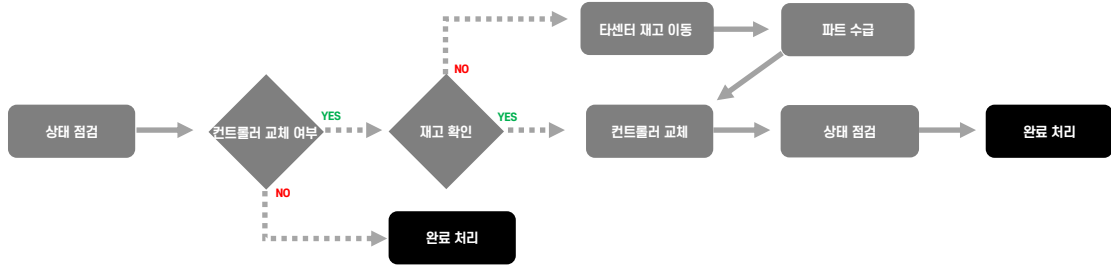 타센터 재고 이동
파트 수급
NO
상태 점검
컨트롤러 교체 여부
YES
재고 확인
YES
컨트롤러 교체
상태 점검
완료 처리
NO
완료 처리